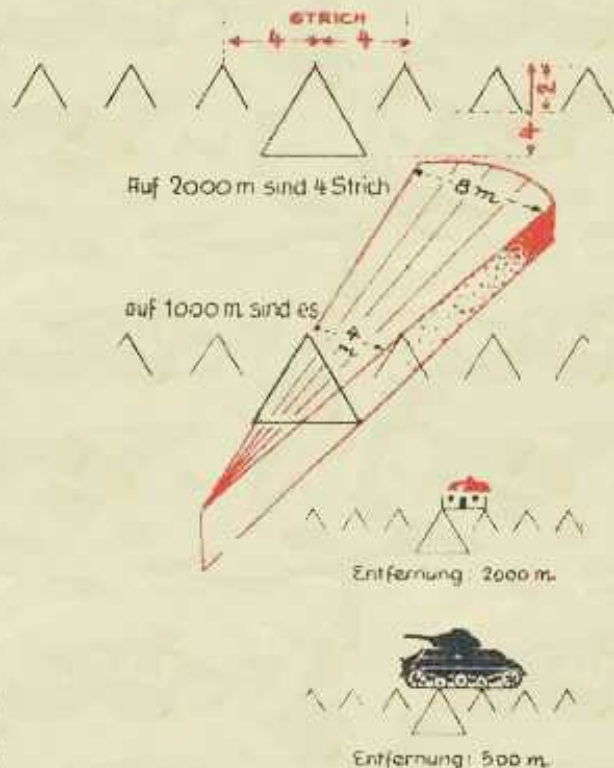 STRICH
4 4
2
4
Auf 2000 m sind 4 Strich
8 m
auf 1000 m sind es
4
Entfernung: 2000 m.
Entfernung: 500 m.